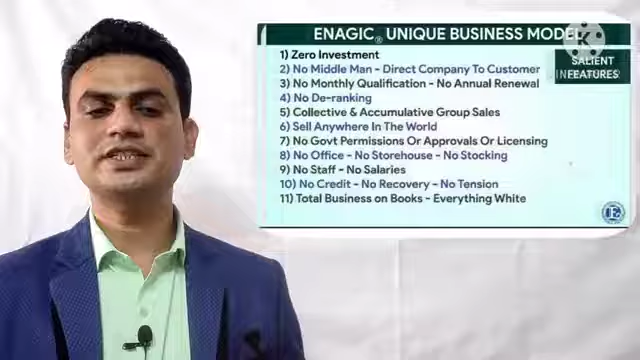 ENAGIC® UNIQUE BUSINESS MODEL
SALIENT
FEATURES
1) Zero Investment
2) No Middle Man - Direct Company To Customer
3) No Monthly Qualification - No Annual Renewal
4) No De-ranking
5) Collective & Accumulative Group Sales
6) Sell Anywhere In The World
7) No Govt Permissions Or Approvals Or Licensing
8) No Office - No Storehouse - No Stocking
9) No Staff - No Salaries
10) No Credit - No Recovery - No Tension
11) Total Business on Books - Everything White